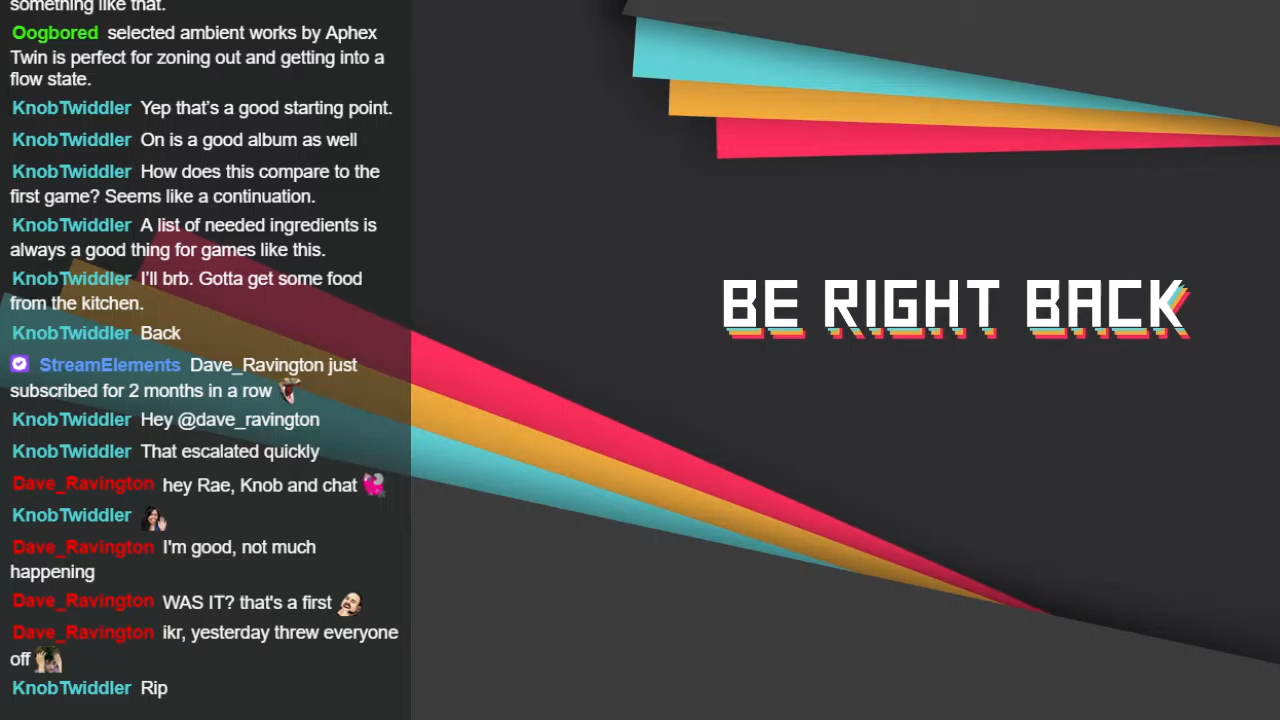 something like that.
Oogbored selected ambient works by Aphex
Twin is perfect for zoning out and getting into a
flow state.
KnobTwiddler Yep that's a good starting point.
KnobTwiddler On is a good album as well
KnobTwiddler How does this compare to the
first game? Seems like a continuation.
KnobTwiddler A list of needed ingredients is
always a good thing for games like this.
KnobTwiddler I'll brb. Gotta get some food
from the kitchen.
KnobTwiddler Back
StreamElements Dave_Ravington just
subscribed for 2 months in a row
KnobTwiddler Hey @dave_ravington
KnobTwiddler That escalated quickly
Dave_Ravington hey Rae, Knob and chat
KnobTwiddler
Dave_Ravington I'm good, not much
happening
Dave_Ravington WAS IT? that's a first
Dave_Ravington ikr, yesterday threw everyone
off
KnobTwiddler Rip
BE RIGHT BACK